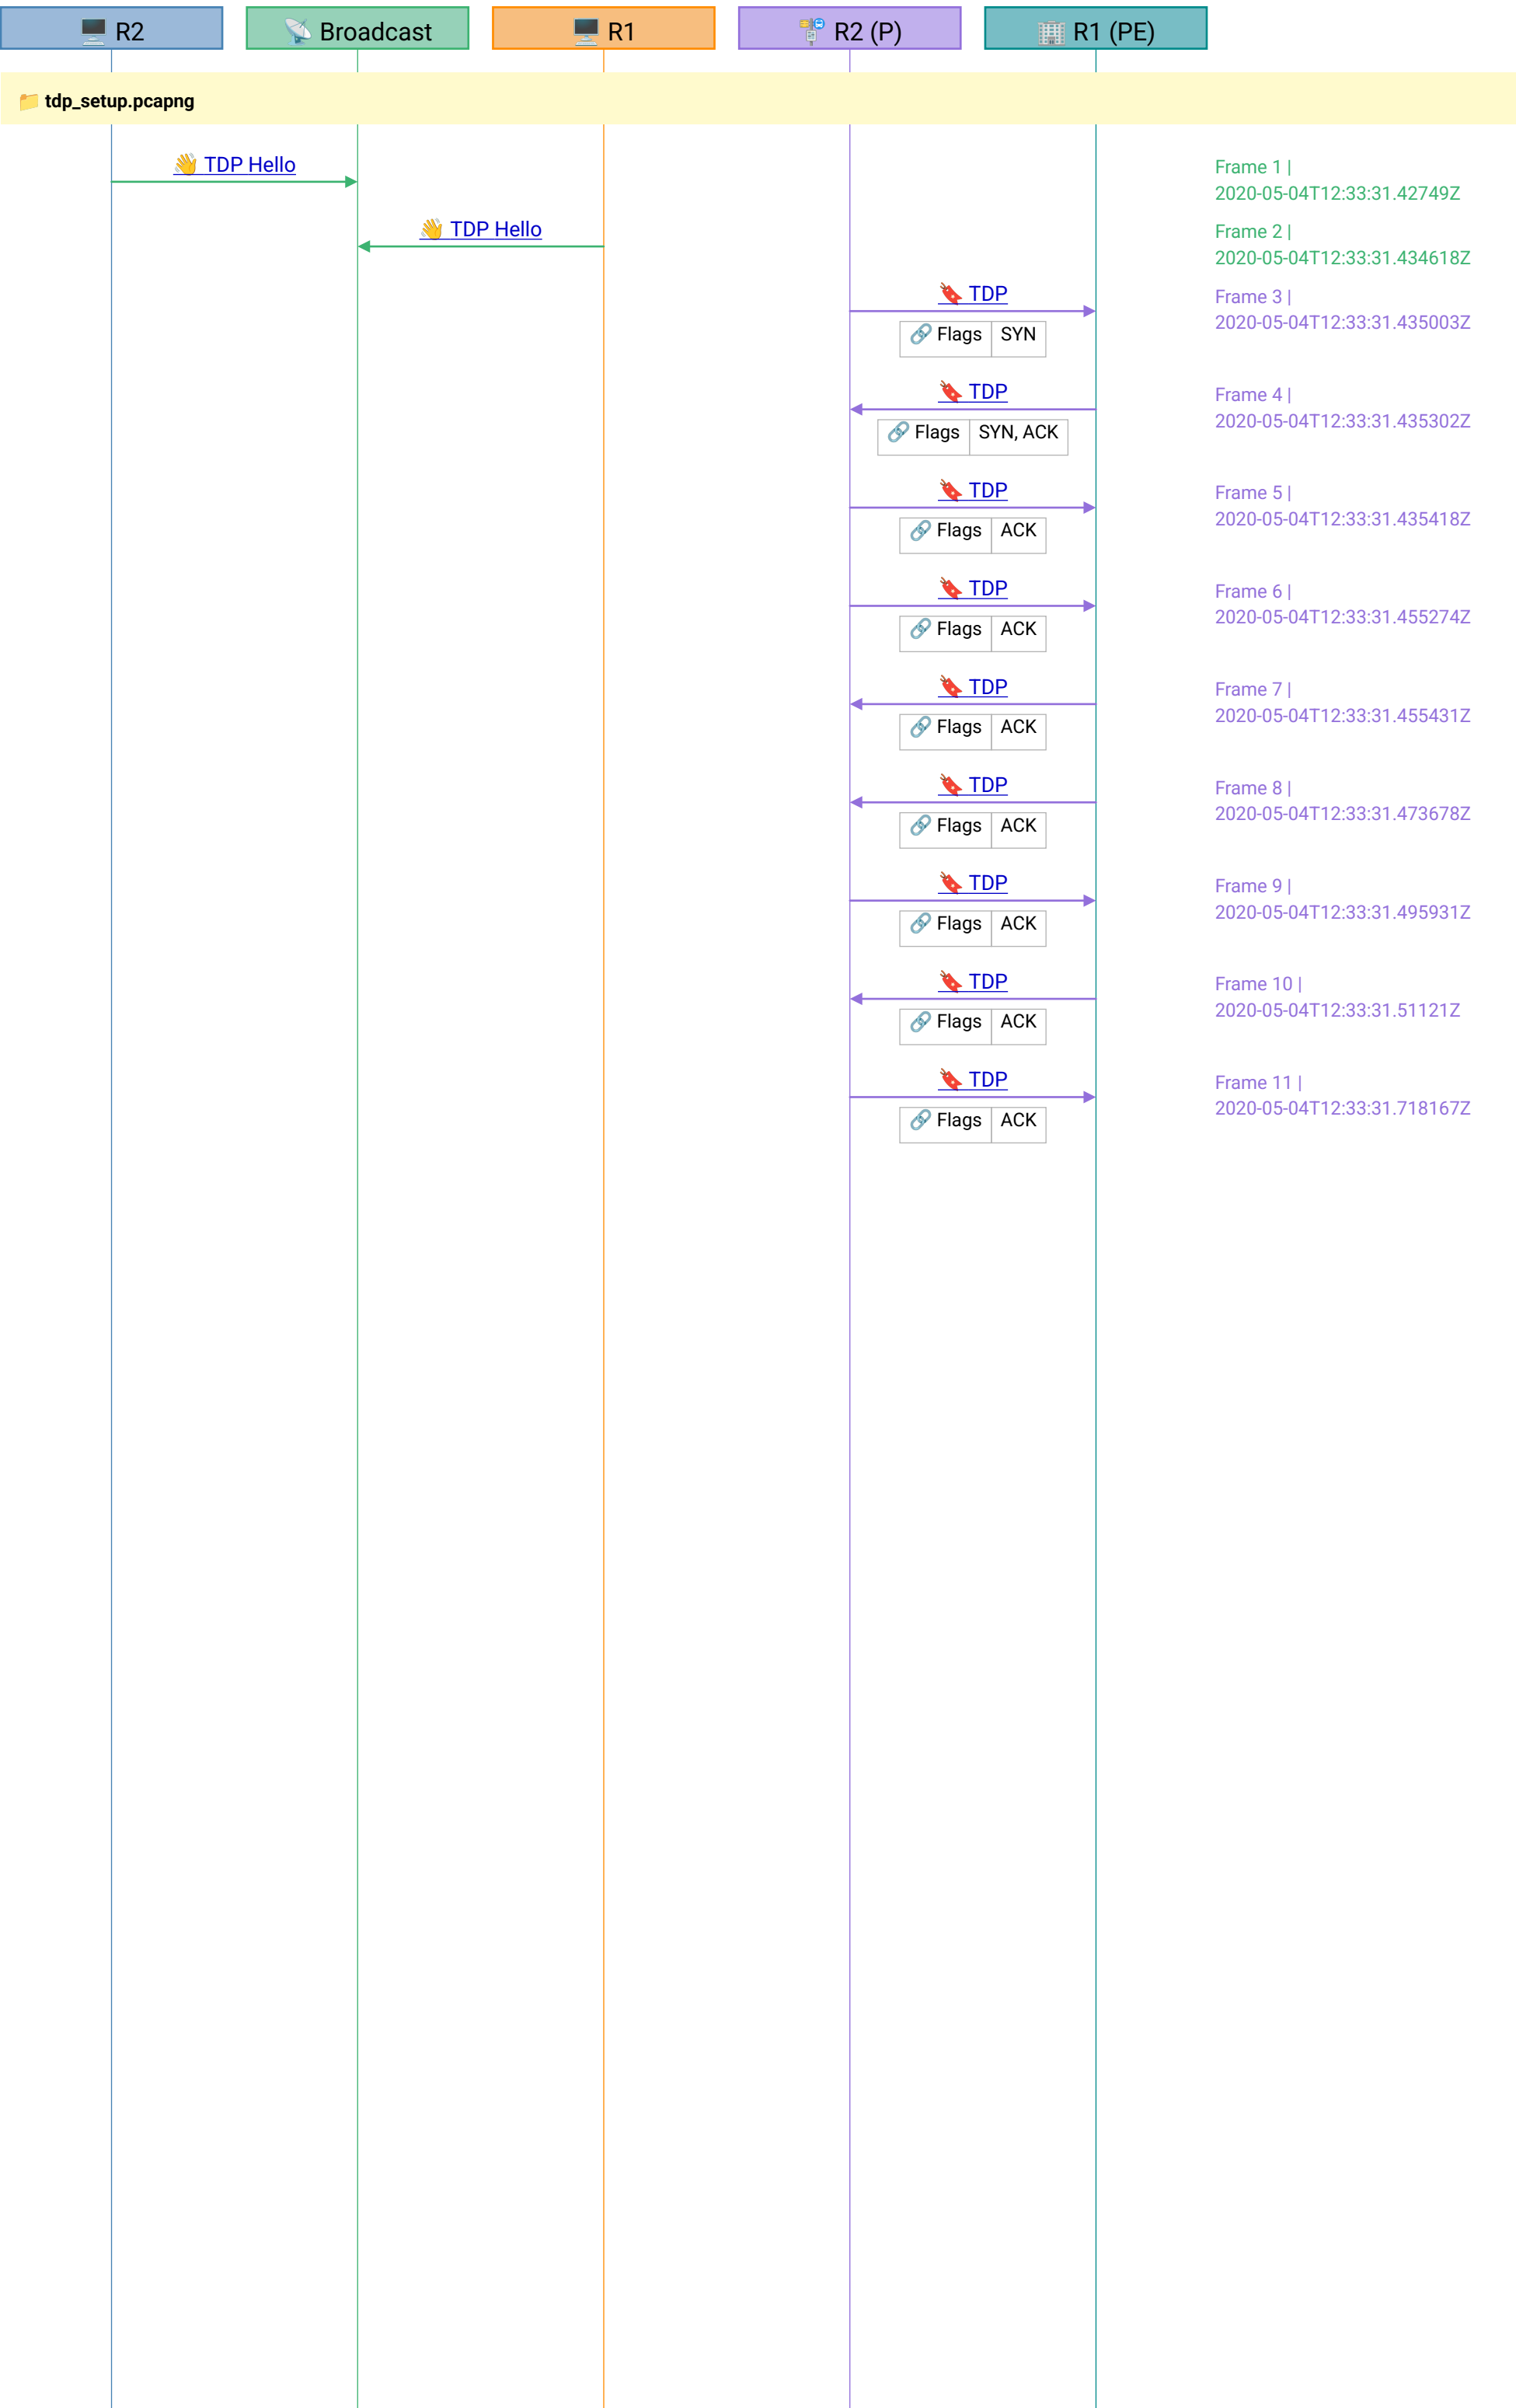 🖥️ R2
📡 Broadcast
🖥️ R1
🚏 R2 (P)
🏢 R1 (PE)
📁 tdp_setup.pcapng
👋 TDP Hello
Frame 1 |
2020-05-04T12:33:31.42749Z
👋 TDP Hello
Frame 2 |
2020-05-04T12:33:31.434618Z
🔖 TDP
Frame 3 |
2020-05-04T12:33:31.435003Z
🔗 Flags SYN
🔖 TDP
Frame 4 |
2020-05-04T12:33:31.435302Z
🔗 Flags SYN, ACK
🔖 TDP
Frame 5 |
2020-05-04T12:33:31.435418Z
🔗 Flags ACK
🔖 TDP
Frame 6 |
2020-05-04T12:33:31.455274Z
🔗 Flags ACK
🔖 TDP
Frame 7 |
2020-05-04T12:33:31.455431Z
🔗 Flags ACK
🔖 TDP
Frame 8 |
2020-05-04T12:33:31.473678Z
🔗 Flags ACK
🔖 TDP
Frame 9 |
2020-05-04T12:33:31.495931Z
🔗 Flags ACK
🔖 TDP
Frame 10 |
2020-05-04T12:33:31.51121Z
🔗 Flags ACK
🔖 TDP
Frame 11 |
2020-05-04T12:33:31.718167Z
🔗 Flags ACK